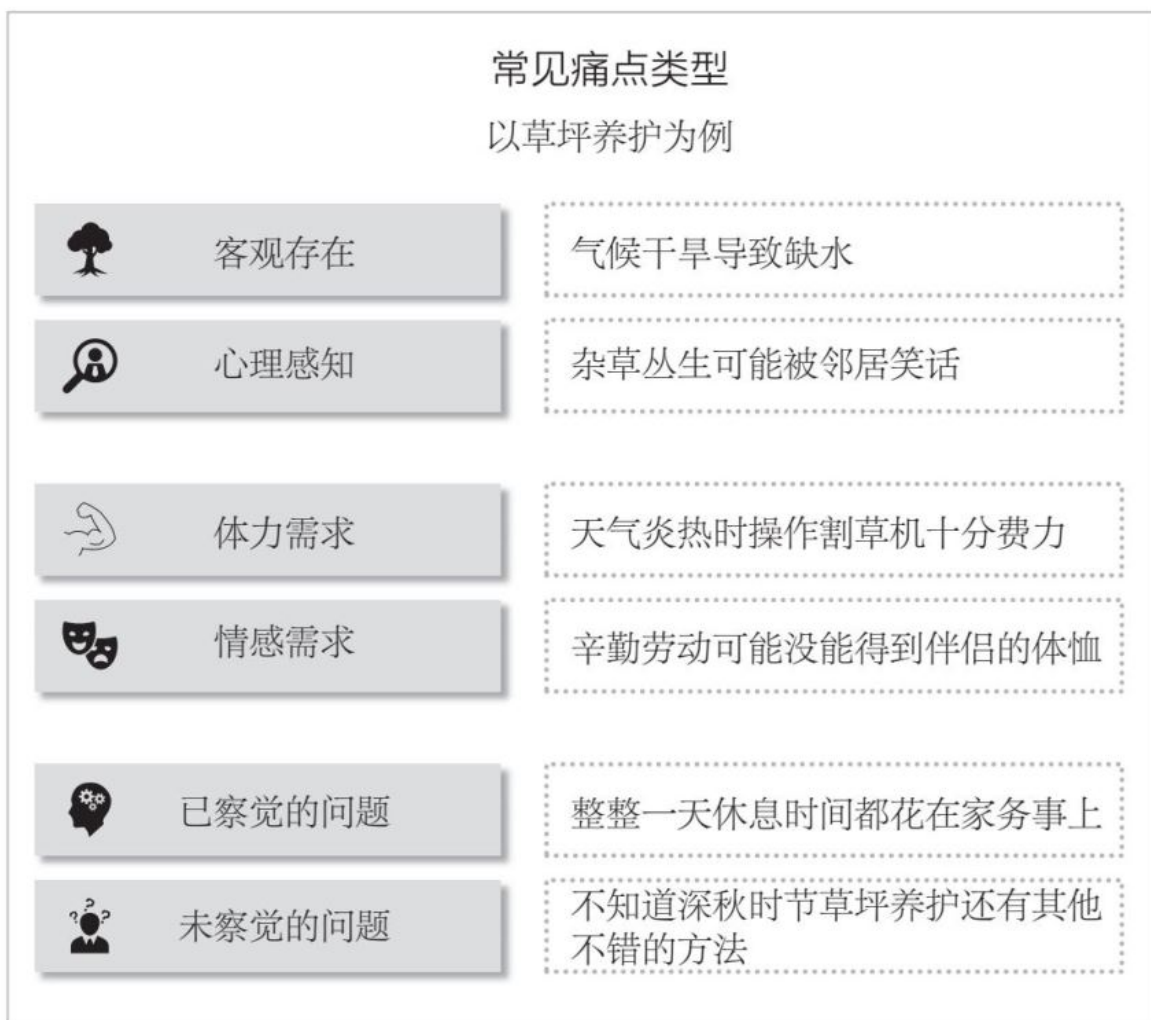 常见痛点类型
以草坪养护为例
客观存在
气候干旱导致缺水
心理感知
杂草丛生可能被邻居笑话
体力需求
天气炎热时操作割草机十分费力
情感需求
辛勤劳动可能没能得到伴侣的体恤
已察觉的问题
整整一天休息时间都花在家务事上
未察觉的问题
不知道深秋时节草坪养护还有其他
不错的方法